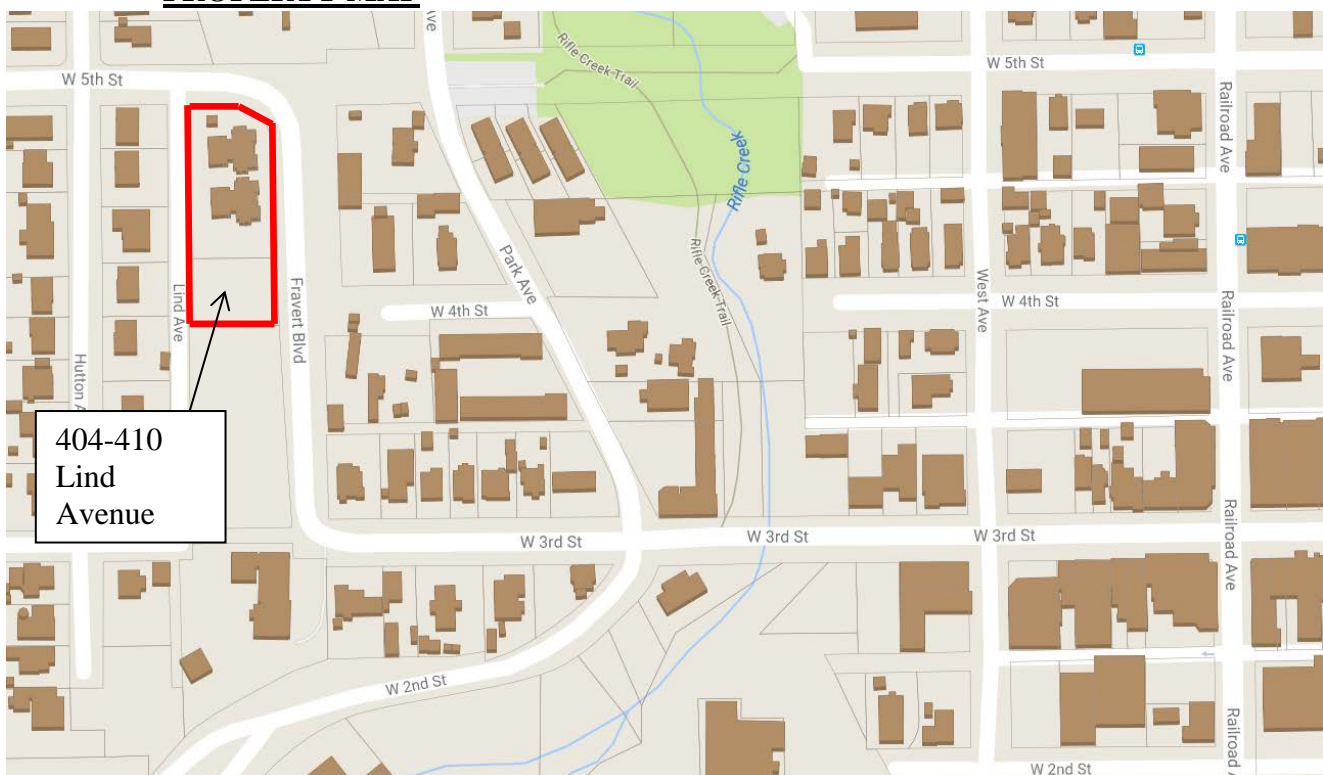 PROPERTY MAP
Ave
Rifle Creek Trail
W 5th St
W 5th St
Railroad Ave
Rifle Creek
Park Ave
Rifle Creek Trail
Lind Ave
Fravert Blvd
W 4th St
West Ave
W 4th St
Railroad Ave
Hutton A
404-410
Lind
Avenue
W 3rd St
W 3rd St
W 3rd St
Railroad Ave
W 2nd St
Railroad A
W 2nd St